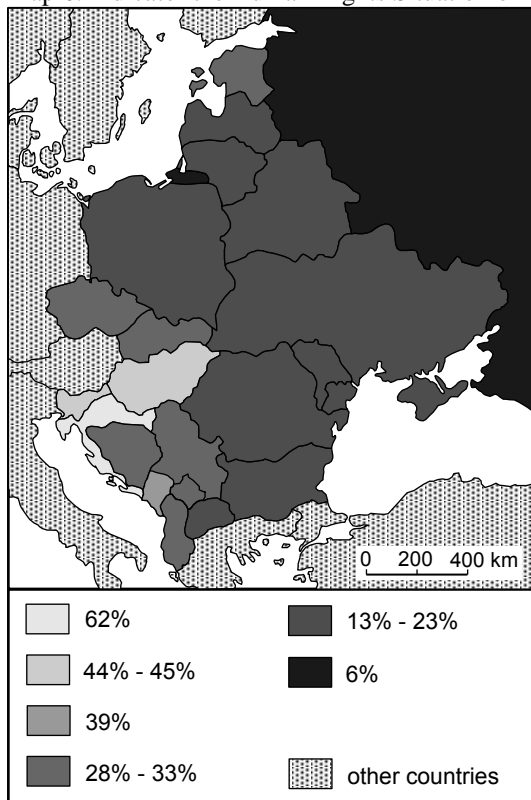 0 200 400 km
62%
44% - 45%
39%
28% - 33%
13% - 23%
6%
other countries